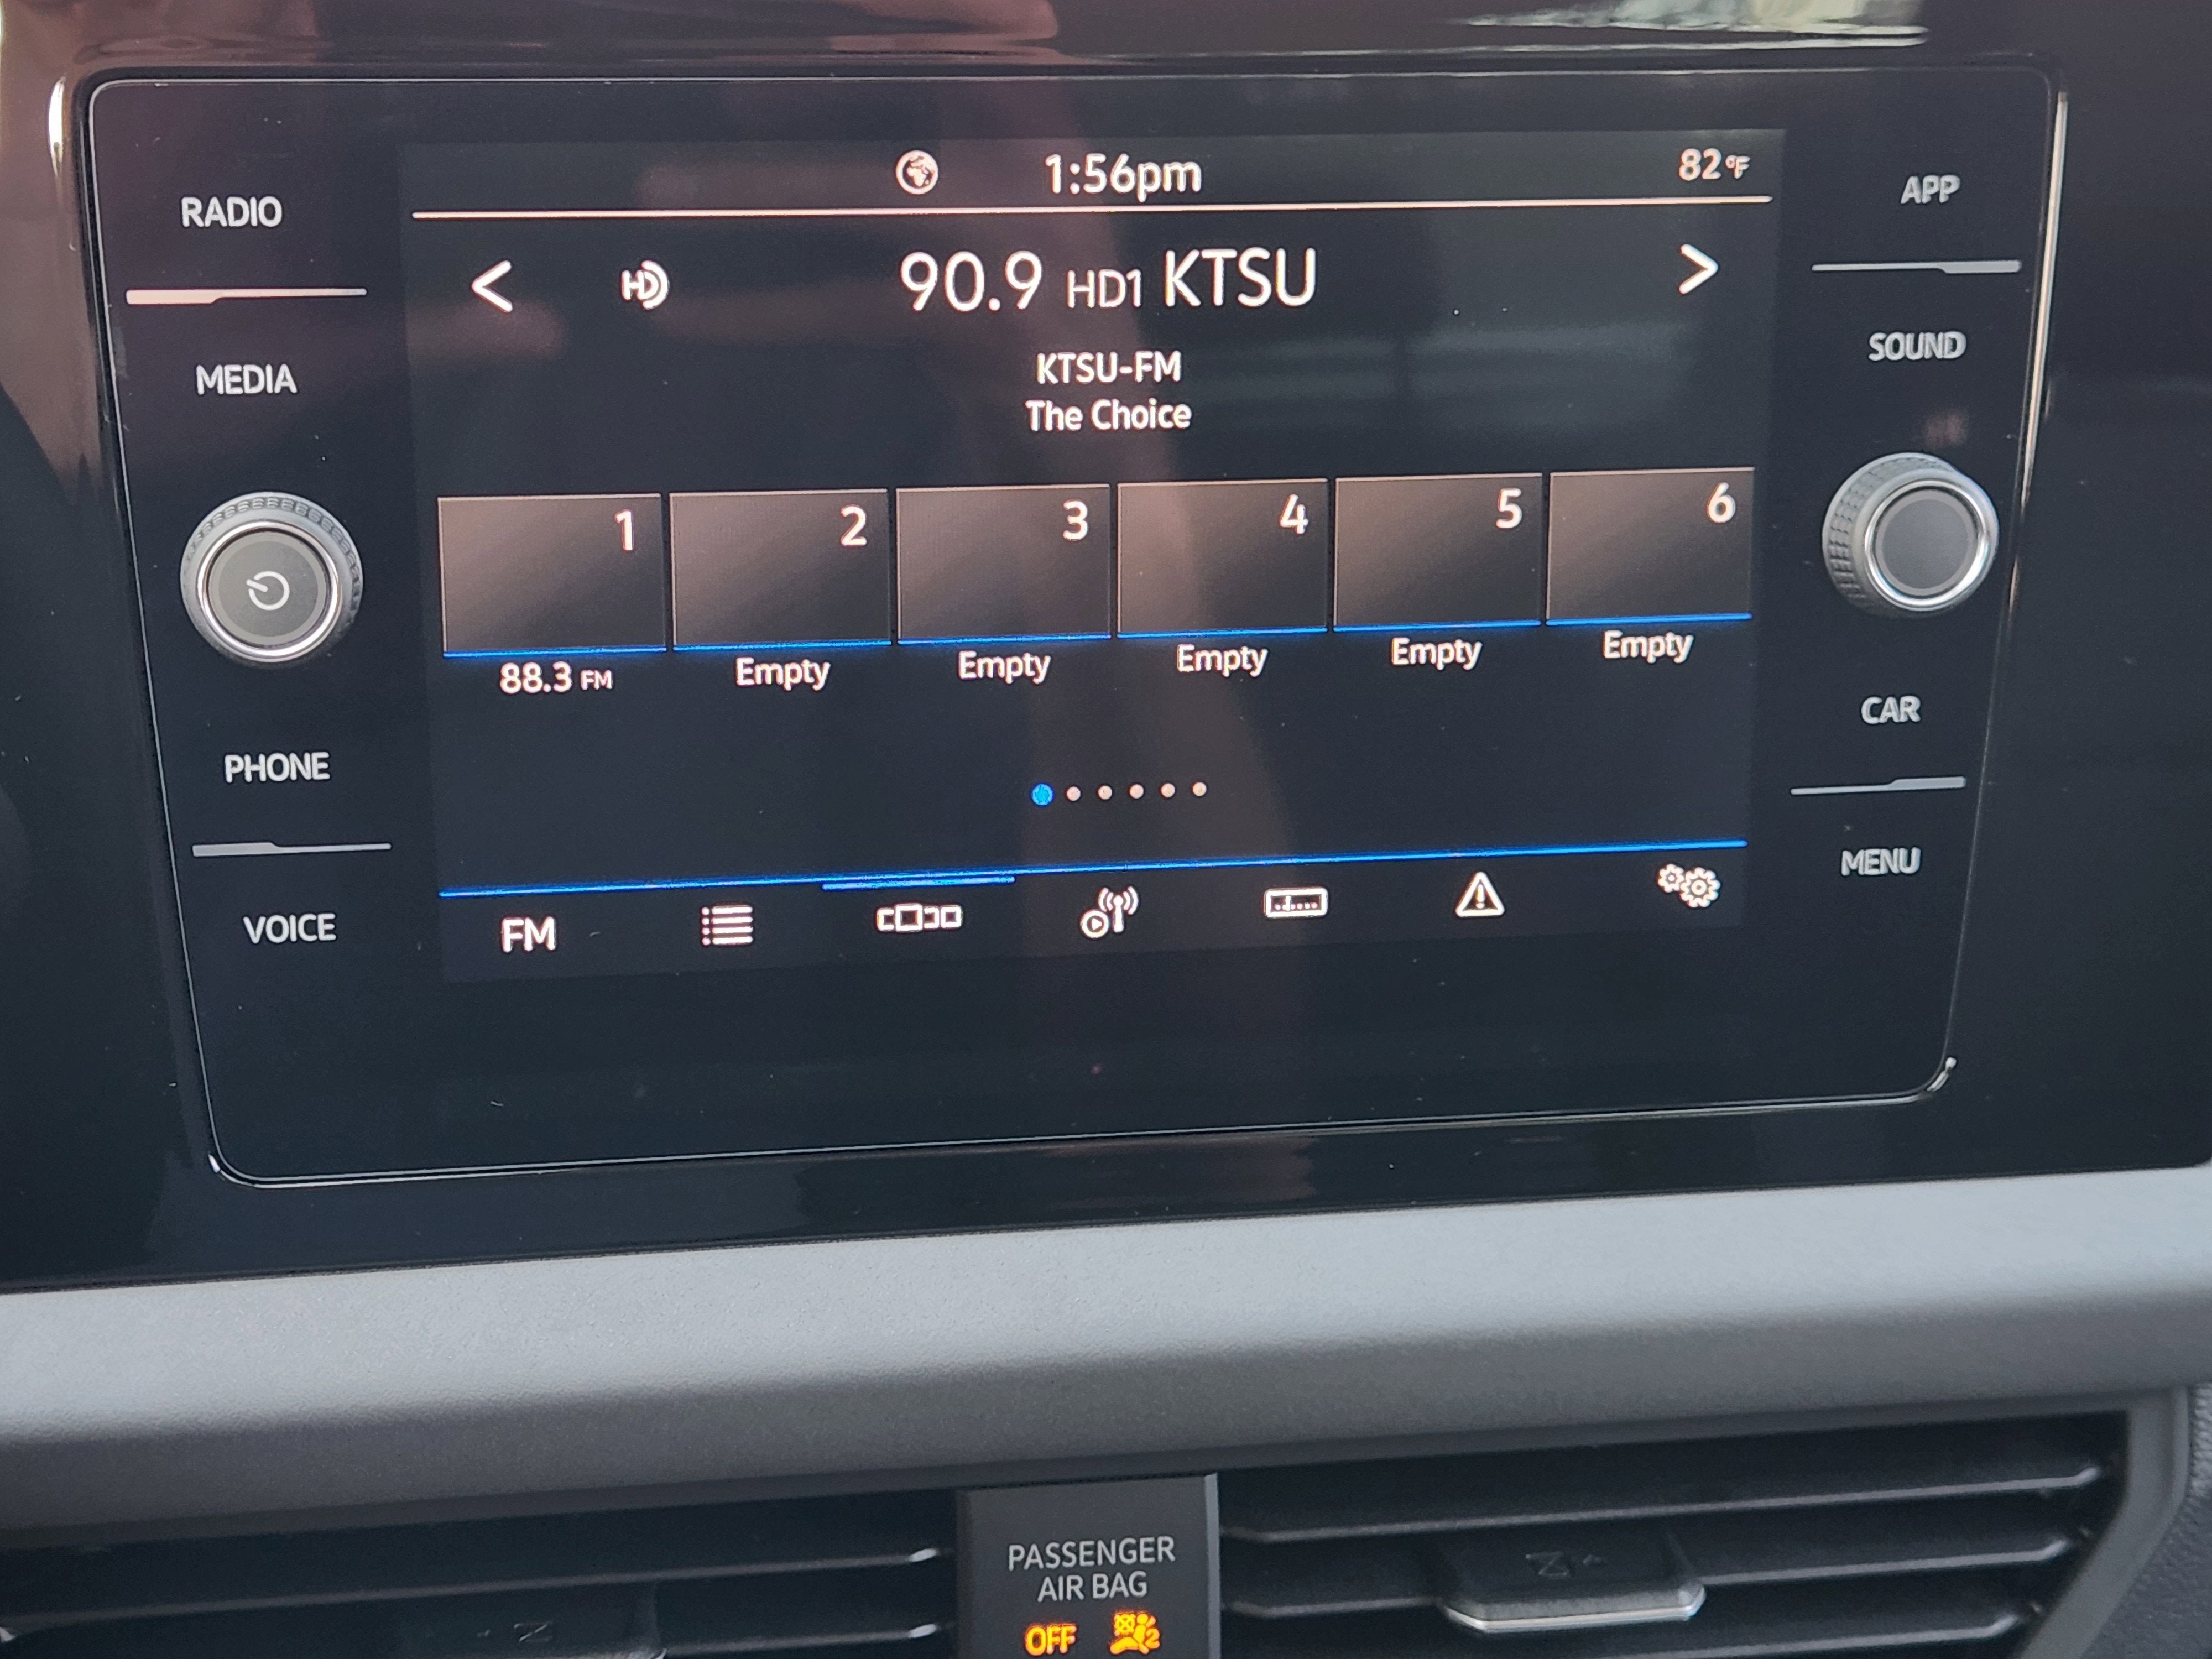 1:56pm 82°F
RADIO
APP
< HD 90.9 HD1 KTSU >
MEDIA
SOUND
KTSU-FM
The Choice
1 2 3 4 5 6
88.3 FM Empty Empty Empty Empty Empty
PHONE
CAR
VOICE
MENU
FM
PASSENGER
AIR BAG
OFF 2